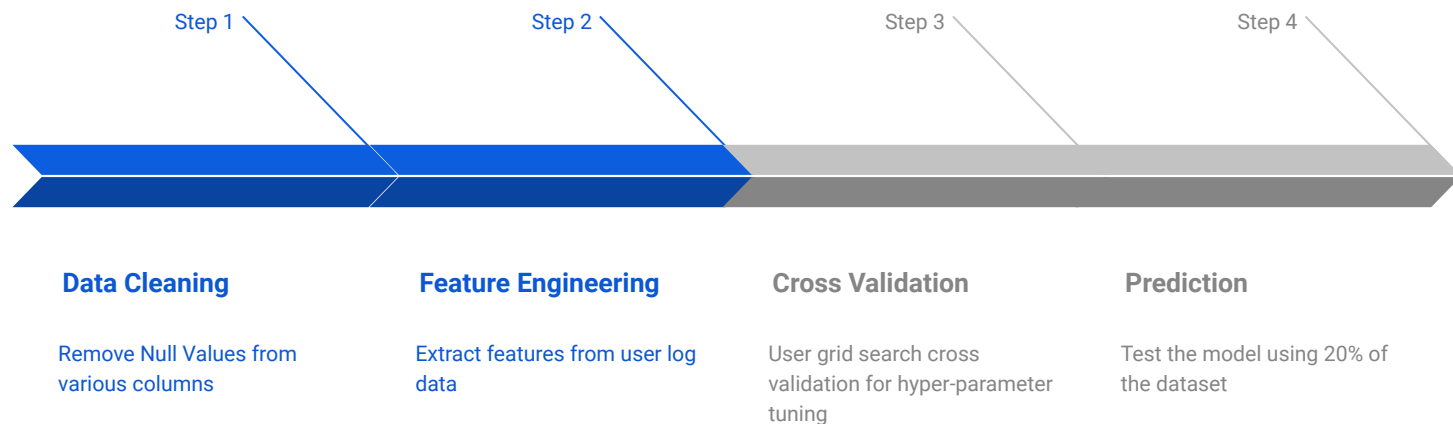 Step 1
Step 2
Step 3
Step 4
Data Cleaning
Feature Engineering
Cross Validation
Prediction
Remove Null Values from
various columns
Extract features from user log
data
User grid search cross
validation for hyper-parameter
tuning
Test the model using 20% of
the dataset